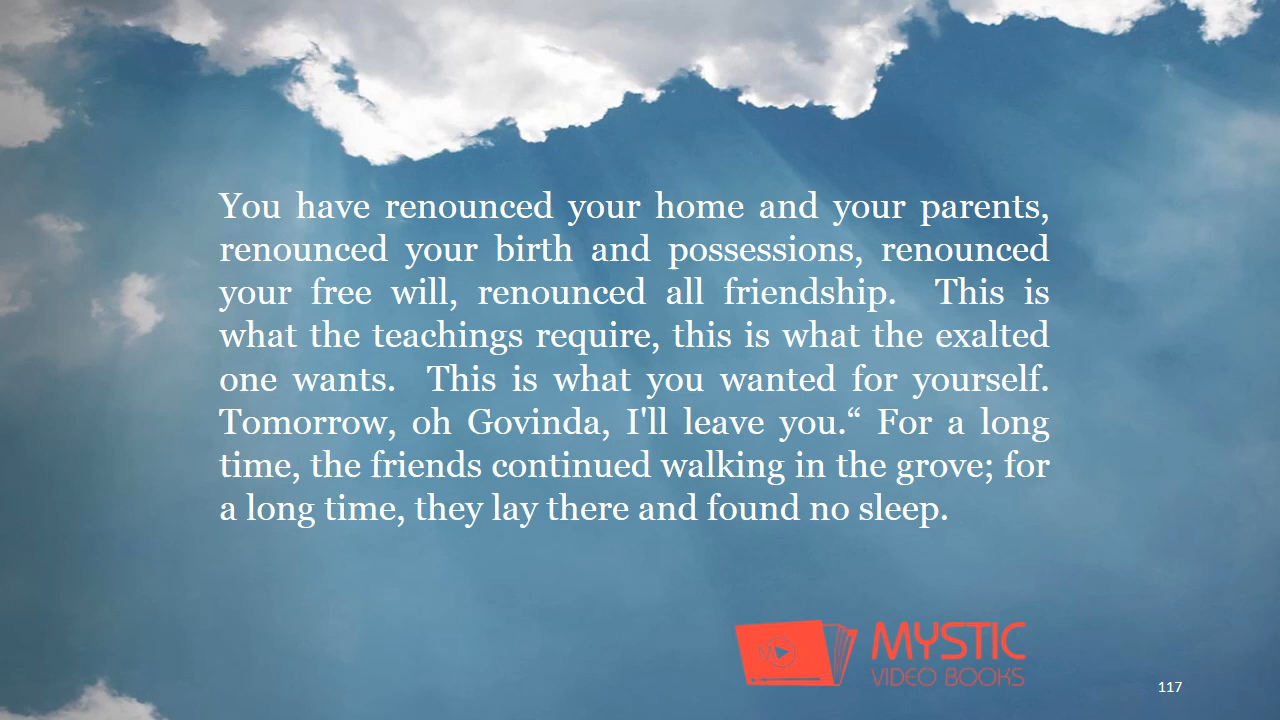 You have renounced your home and your parents,
renounced your birth and possessions, renounced
your free will, renounced all friendship.  This is
what the teachings require, this is what the exalted
one wants.  This is what you wanted for yourself.
Tomorrow, oh Govinda, I'll leave you.“ For a long
time, the friends continued walking in the grove; for
a long time, they lay there and found no sleep.
MYSTIC
VIDEO BOOKS
117